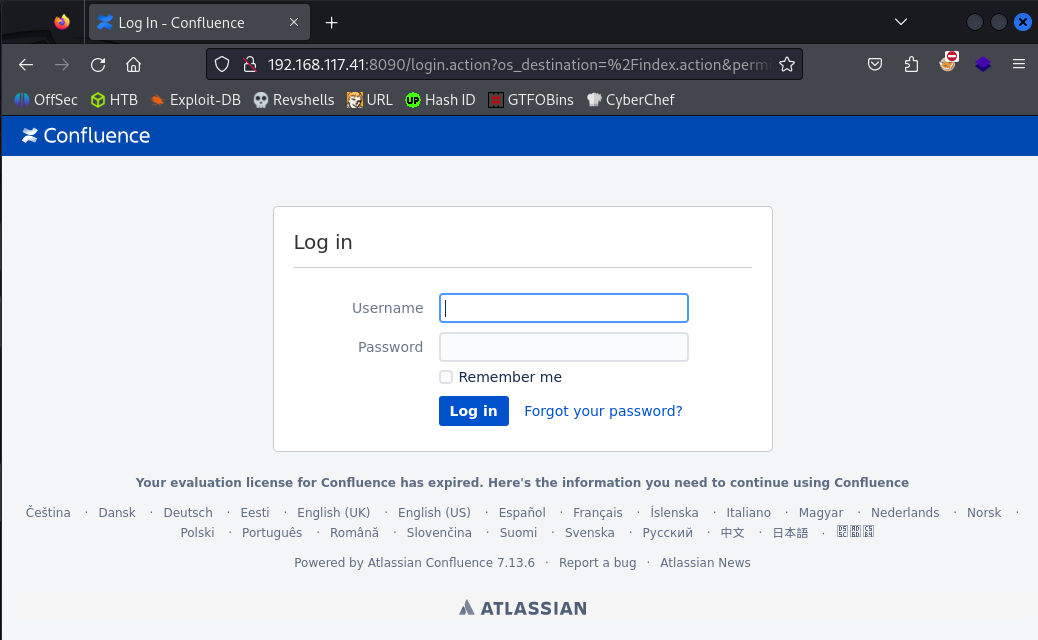 Log In - Confluence
192.168.117.41:8090/login.action?os_destination=%2Findex.action&perm
OffSec HTB Exploit-DB Revshells URL UP Hash ID GTFOBins CyberChef
Confluence
Log in
Username
Password
Remember me
Log in Forgot your password?
Your evaluation license for Confluence has expired. Here's the information you need to continue using Confluence
Čeština · Dansk · Deutsch · Eesti · English (UK) · English (US) · Español · Français · Íslenska · Italiano · Magyar · Nederlands · Norsk ·
Polski · Português · Română · Slovenčina · Suomi · Svenska · Русский · 中文 · 日本語 ·
Powered by Atlassian Confluence 7.13.6 · Report a bug · Atlassian News
ATLASSIAN